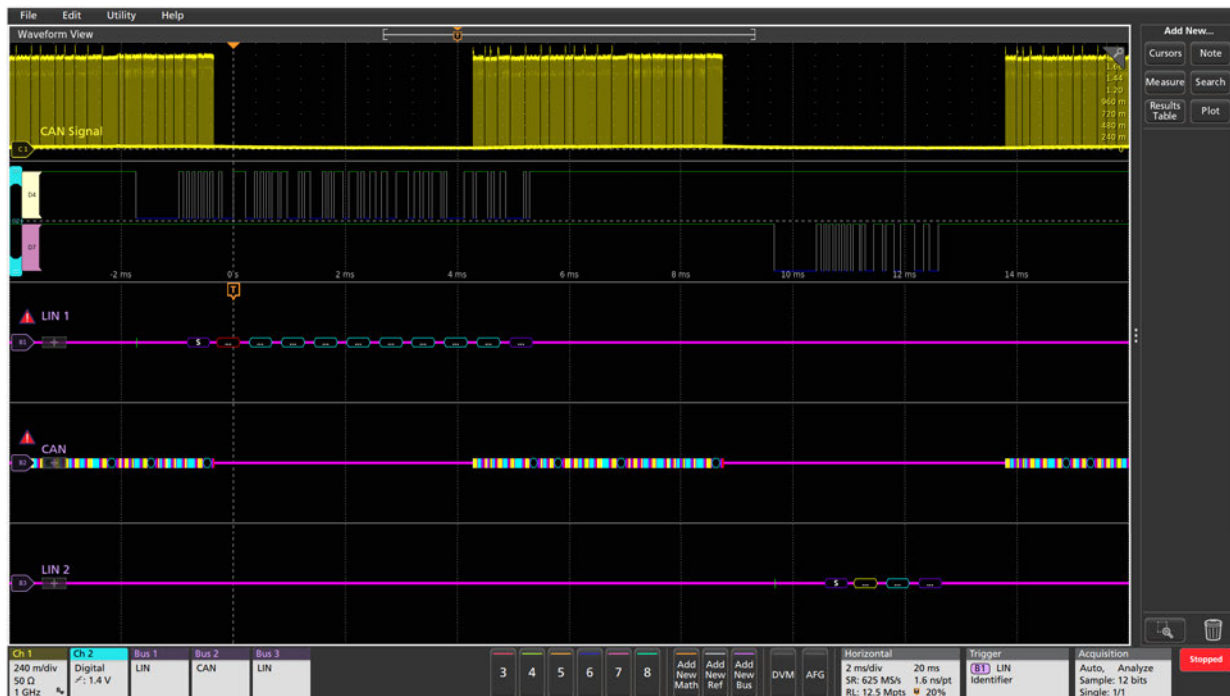 File Edit Utility Help
Waveform View
Add New...
Cursors Note
Measure Search
Results Table Plot
T
1.44
1.20
960 m
720 m
480 m
240 m
0
CAN Signal
C1
D4
D7
-2 ms 0 s 2 ms 4 ms 6 ms 8 ms 10 ms 12 ms 14 ms
T
LIN 1
B1 S ... ... ... ... ... ... ... ... ... ...
CAN
B2
LIN 2
B3 S ... ... ...
Ch 1 Ch 2 Bus 1 Bus 2 Bus 3
240 m/div Digital LIN CAN LIN
50 Ω : 1.4 V
1 GHz
3 4 5 6 7 8
Add New Math Add New Ref Add New Bus
DVM AFG
Horizontal
2 ms/div 20 ms
SR: 625 MS/s 1.6 ns/pt
RL: 12.5 Mpts 20%
Trigger
B1 LIN
Identifier
Acquisition
Auto, Analyze
Sample: 12 bits
Single: 1/1
Stopped